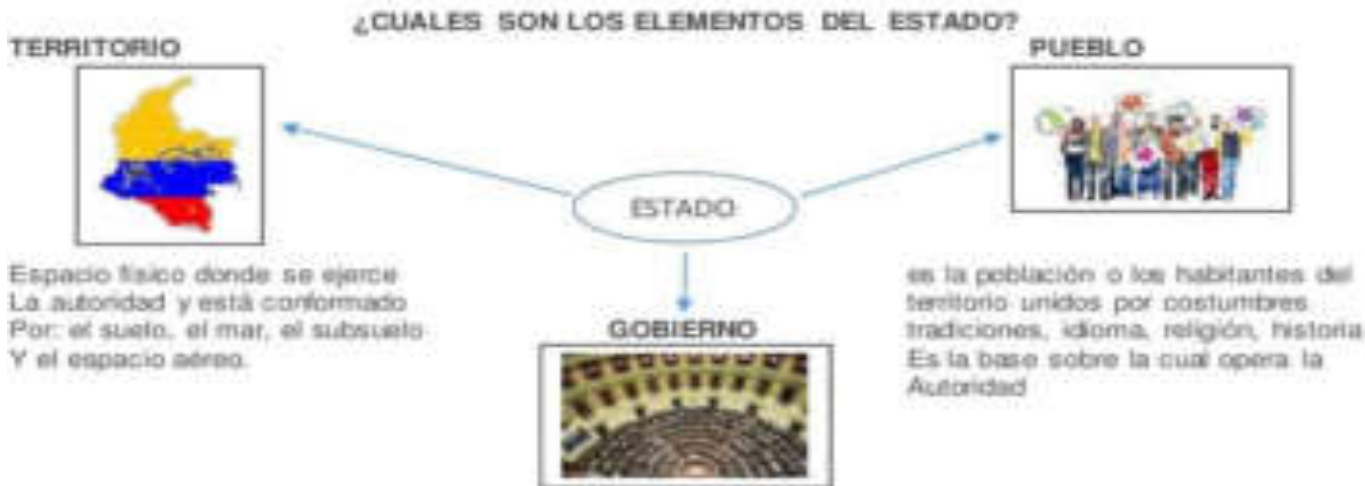 ¿CUALES SON LOS ELEMENTOS DEL ESTADO?
TERRITORIO
PUEBLO
ESTADO
Espacio físico donde se ejerce
La autoridad y está conformado
Por: el suelo, el mar, el subsuelo
Y el espacio aéreo.
GOBIERNO
es la población o los habitantes del
territorio unidos por costumbres
tradiciones, idioma, religión, historia
Es la base sobre la cual opera la
Autoridad